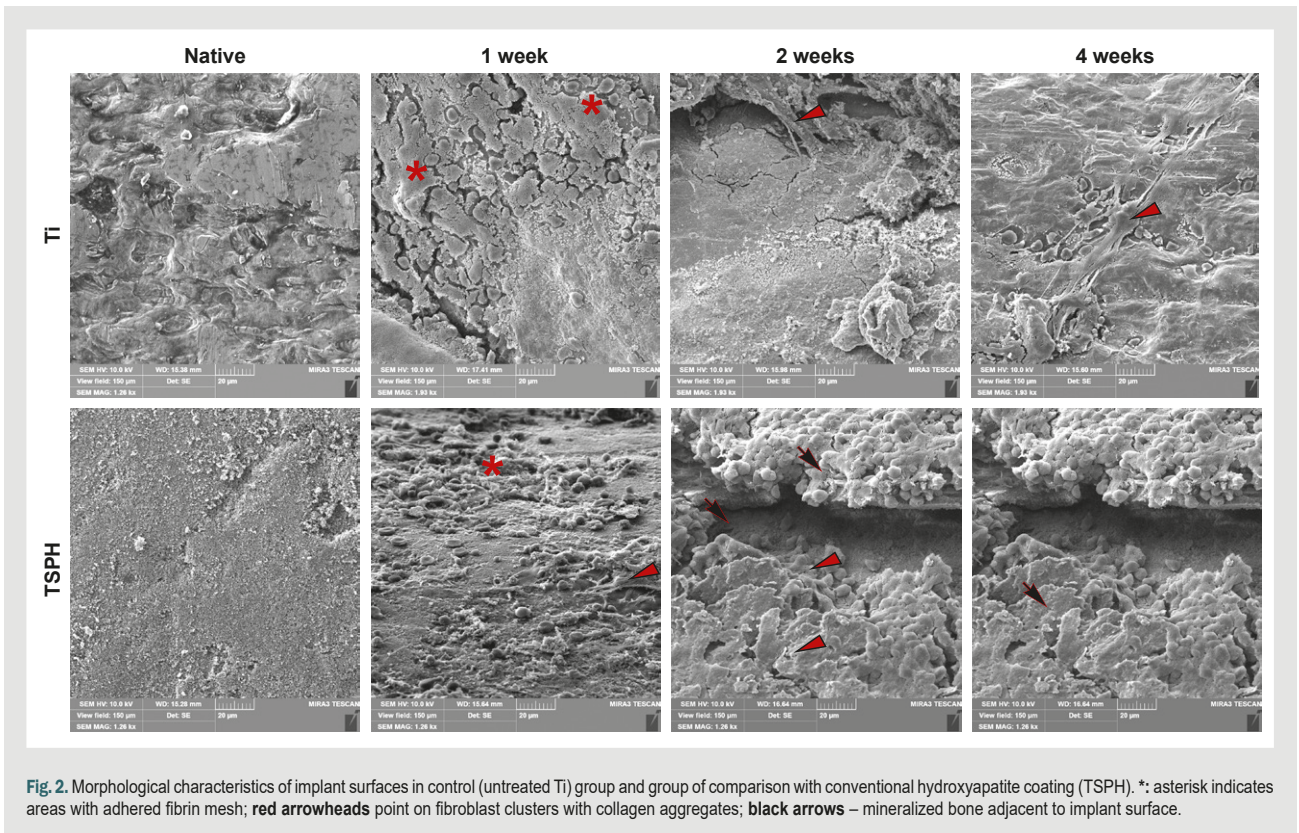 Native
1 week
2 weeks
4 weeks
Ti
*
*
SEM HV: 10.0 kV WD: 15.38 mm
View field: 150 µm Det: SE 20 µm
SEM MAG: 1.26 kx
MIRA3 TESCAN
SEM HV: 10.0 kV WD: 17.41 mm
View field: 150 µm Det: SE 20 µm
SEM MAG: 1.93 kx
MIRA3 TESCAN
SEM HV: 10.0 kV WD: 15.98 mm
View field: 150 µm Det: SE 20 µm
SEM MAG: 1.93 kx
MIRA3 TESCAN
SEM HV: 10.0 kV WD: 15.60 mm
View field: 150 µm Det: SE 20 µm
SEM MAG: 1.93 kx
MIRA3 TESCAN
TSPH
*
SEM HV: 10.0 kV WD: 15.28 mm
View field: 150 µm Det: SE 20 µm
SEM MAG: 1.26 kx
MIRA3 TESCAN
SEM HV: 10.0 kV WD: 15.64 mm
View field: 150 µm Det: SE 20 µm
SEM MAG: 1.26 kx
MIRA3 TESCAN
SEM HV: 10.0 kV WD: 16.64 mm
View field: 150 µm Det: SE 20 µm
SEM MAG: 1.26 kx
MIRA3 TESCAN
SEM HV: 10.0 kV WD: 16.64 mm
View field: 150 µm Det: SE 20 µm
SEM MAG: 1.26 kx
MIRA3 TESCAN
Fig. 2. Morphological characteristics of implant surfaces in control (untreated Ti) group and group of comparison with conventional hydroxyapatite coating (TSPH). *: asterisk indicates
areas with adhered fibrin mesh; red arrowheads point on fibroblast clusters with collagen aggregates; black arrows – mineralized bone adjacent to implant surface.